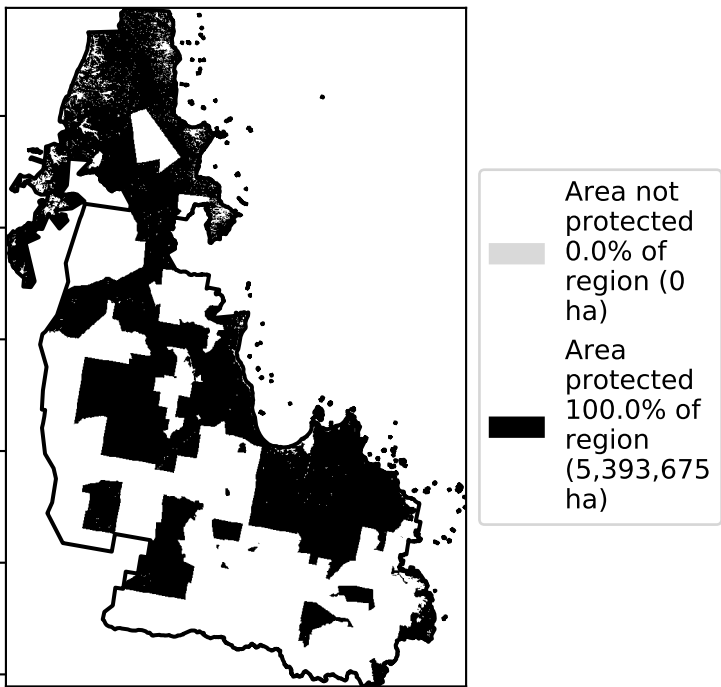 Area not
protected
0.0% of
region (0
ha)
Area
protected
100.0% of
region
(5,393,675
ha)